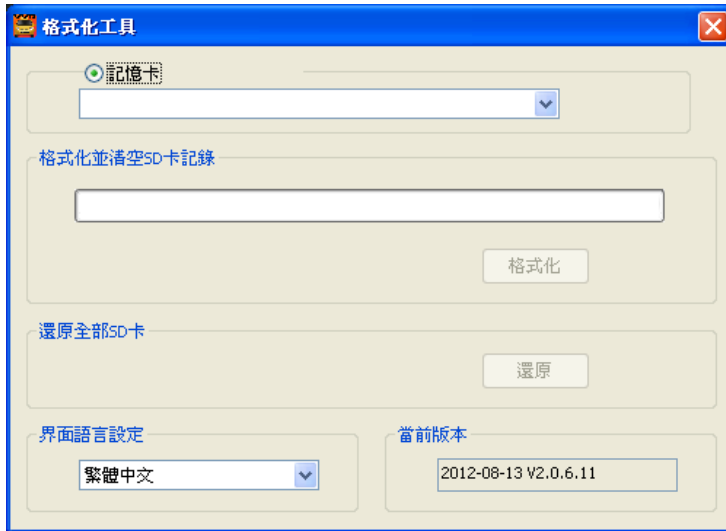 格式化工具
記憶卡
格式化並清空SD卡記錄
格式化
還原全部SD卡
還原
界面語言設定
繁體中文
當前版本
2012-08-13 V2.0.6.11